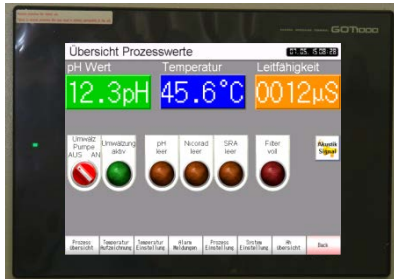 GOT1000
Übersicht Prozesswerte
07.05. 15:08:28
pH Wert Temperatur Leitfähigkeit
12.3pH 45.6°C 0012µS
Umwälz Pumpe
AUS AN
Umwälzung aktiv
pH leer
Nicorad leer
SRA leer
Filter voll
Akustik Signal
Prozess Übersicht
Temperatur Aufzeichnung
Temperatur Einstellung
Alarm Meldungen
Prozess Einstellung
System Einstellung
Back